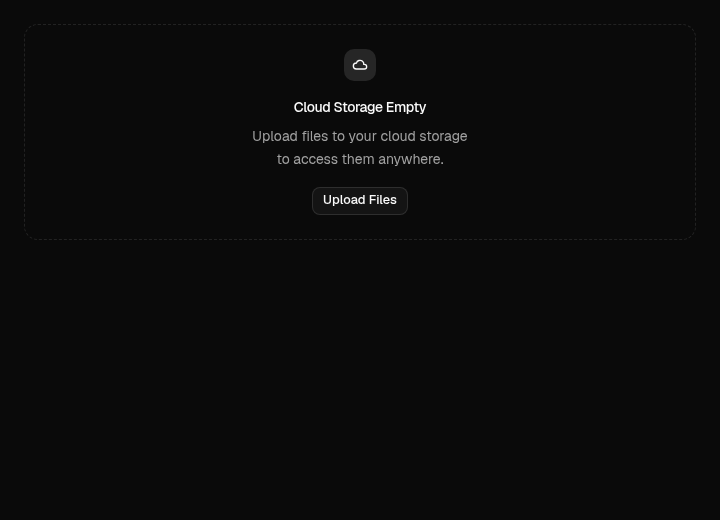 Cloud Storage Empty
Upload files to your cloud storage
to access them anywhere.
Upload Files